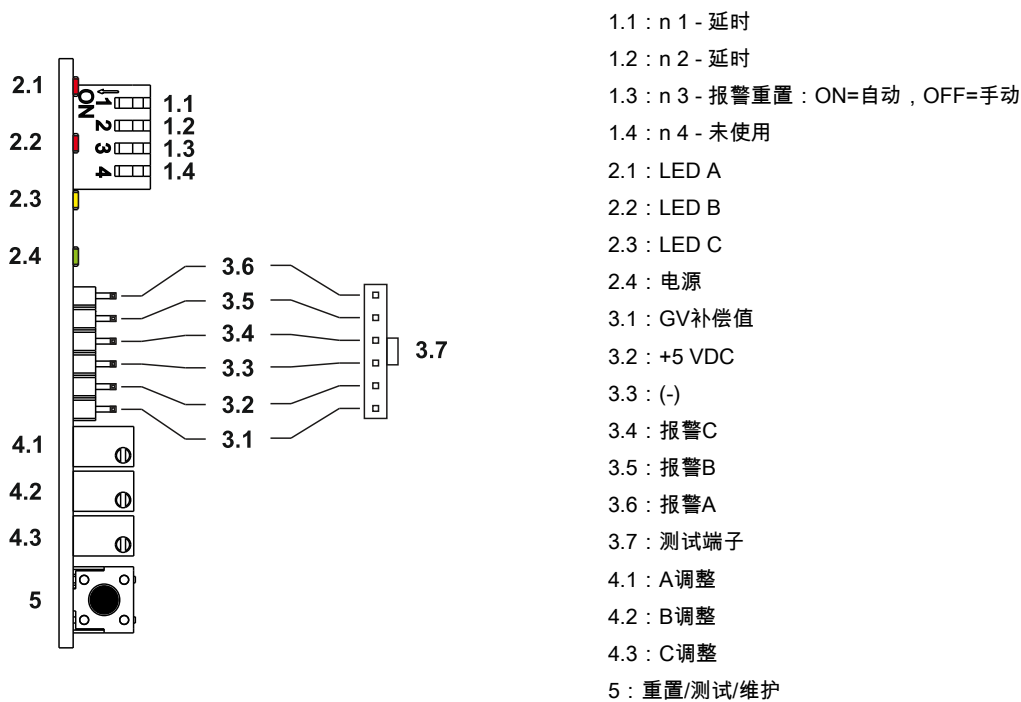 2.1
2.2
2.3
2.4
ON
1
2
3
4
1.1
1.2
1.3
1.4
3.6
3.5
3.4
3.3
3.2
3.1
3.7
4.1
4.2
4.3
5
1.1：n 1 - 延时
1.2：n 2 - 延时
1.3：n 3 - 报警重置：ON=自动，OFF=手动
1.4：n 4 - 未使用
2.1：LED A
2.2：LED B
2.3：LED C
2.4：电源
3.1：GV补偿值
3.2：+5 VDC
3.3：(-)
3.4：报警C
3.5：报警B
3.6：报警A
3.7：测试端子
4.1：A调整
4.2：B调整
4.3：C调整
5：重置/测试/维护